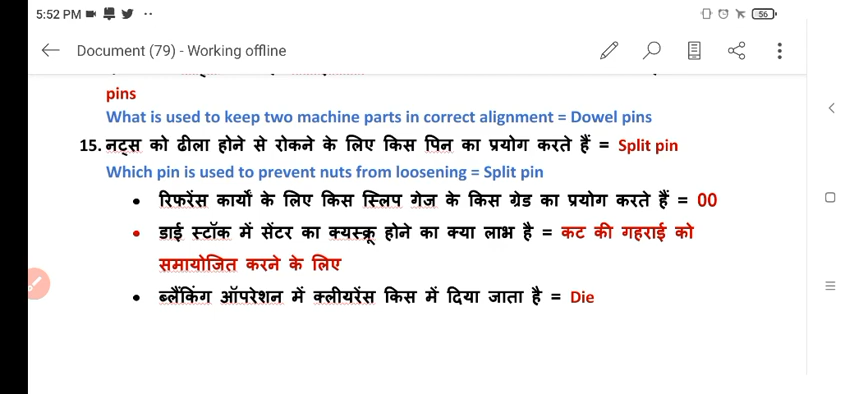 5:52 PM
56
Document (79) - Working offline
pins
What is used to keep two machine parts in correct alignment = Dowel pins
15. नट्स को ढीला होने से रोकने के लिए किस पिन का प्रयोग करते हैं = Split pin
Which pin is used to prevent nuts from loosening = Split pin
• रिफरेंस कार्यों के लिए किस स्लिप गेज के किस ग्रेड का प्रयोग करते हैं = 00
• डाई स्टॉक में सेंटर का क्यस्क्रू होने का क्या लाभ है = कट की गहराई को
समायोजित करने के लिए
• ब्लैंकिंग ऑपरेशन में क्लीयरेंस किस में दिया जाता है = Die